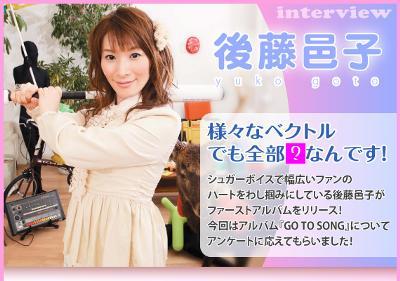 interview
後藤邑子
yuko goto
様々なベクトル
でも全部?なんです!
シュガーボイスで幅広いファンの
ハートをわし掴みにしている後藤邑子が
ファーストアルバムをリリース!
今回はアルバム『GO TO SONG』について
アンケートに応えてもらいました!